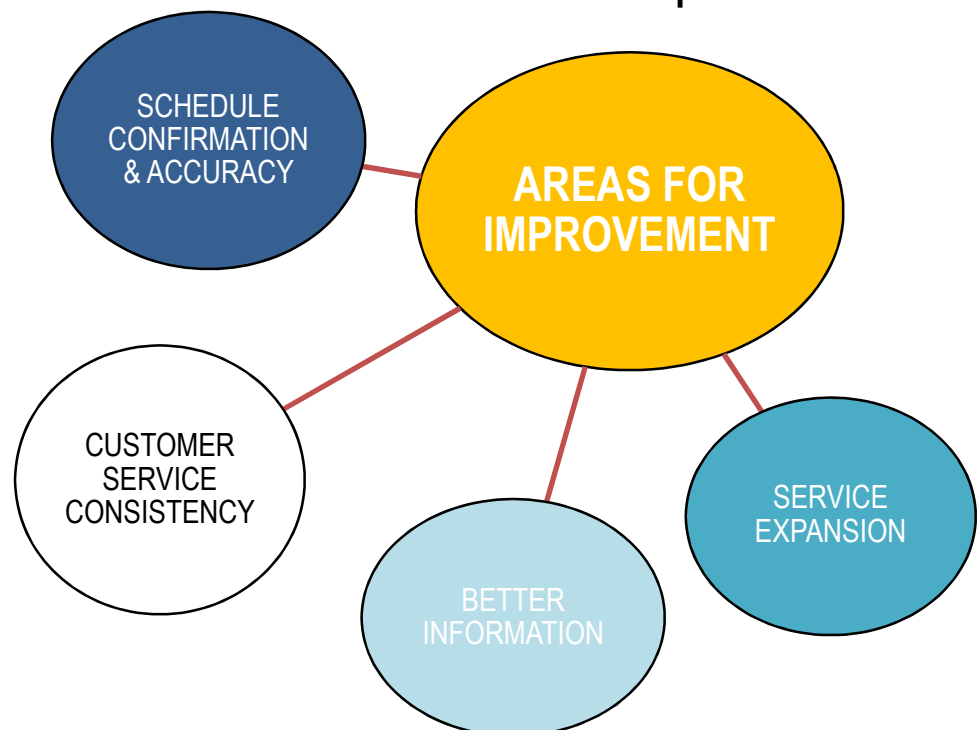 AREAS FOR
IMPROVEMENT
SCHEDULE
CONFIRMATION
& ACCURACY
CUSTOMER
SERVICE
CONSISTENCY
BETTER
INFORMATION
SERVICE
EXPANSION